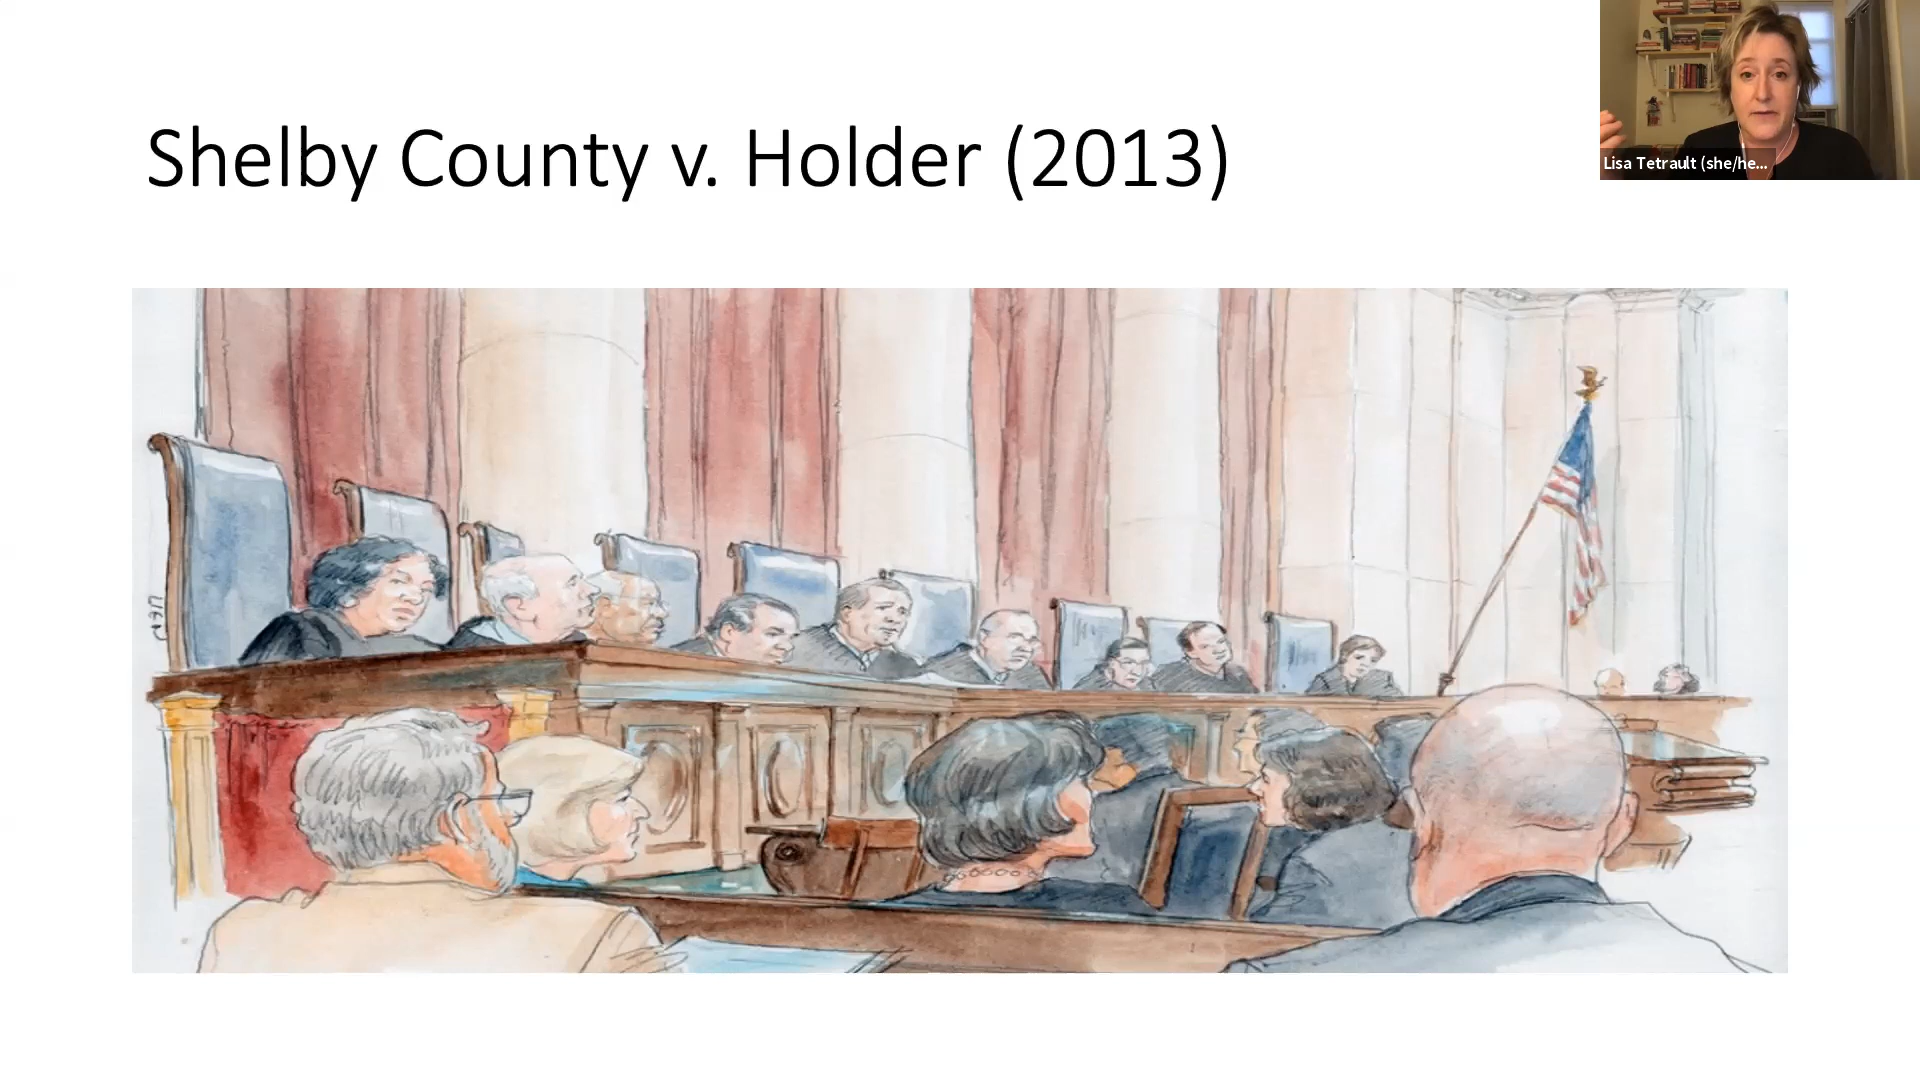 Shelby County v. Holder (2013)
Lisa Tetrault (she/he...